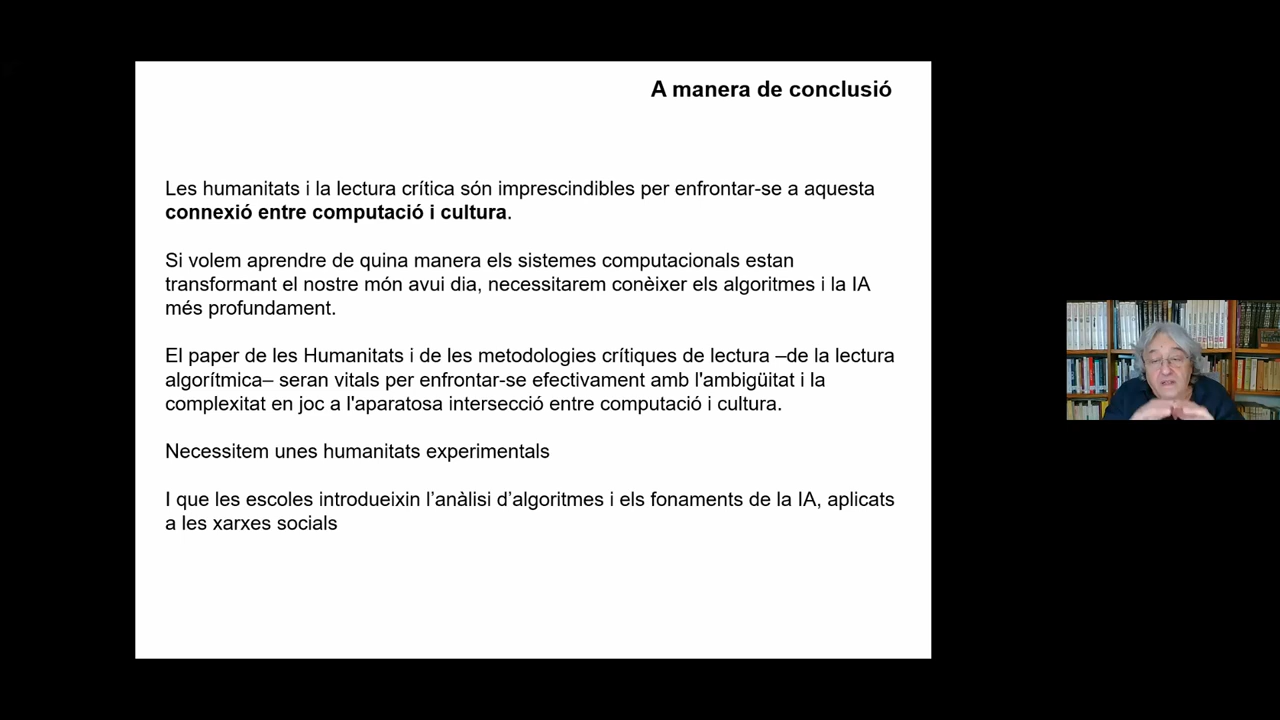 A manera de conclusió
Les humanitats i la lectura crítica són imprescindibles per enfrontar-se a aquesta
connexió entre computació i cultura.
Si volem aprendre de quina manera els sistemes computacionals estan
transformant el nostre món avui dia, necessitarem conèixer els algoritmes i la IA
més profundament.
El paper de les Humanitats i de les metodologies crítiques de lectura –de la lectura
algorítmica– seran vitals per enfrontar-se efectivament amb l'ambigüitat i la
complexitat en joc a l'aparatosa intersecció entre computació i cultura.
Necessitem unes humanitats experimentals
I que les escoles introdueixin l’anàlisi d’algoritmes i els fonaments de la IA, aplicats
a les xarxes socials